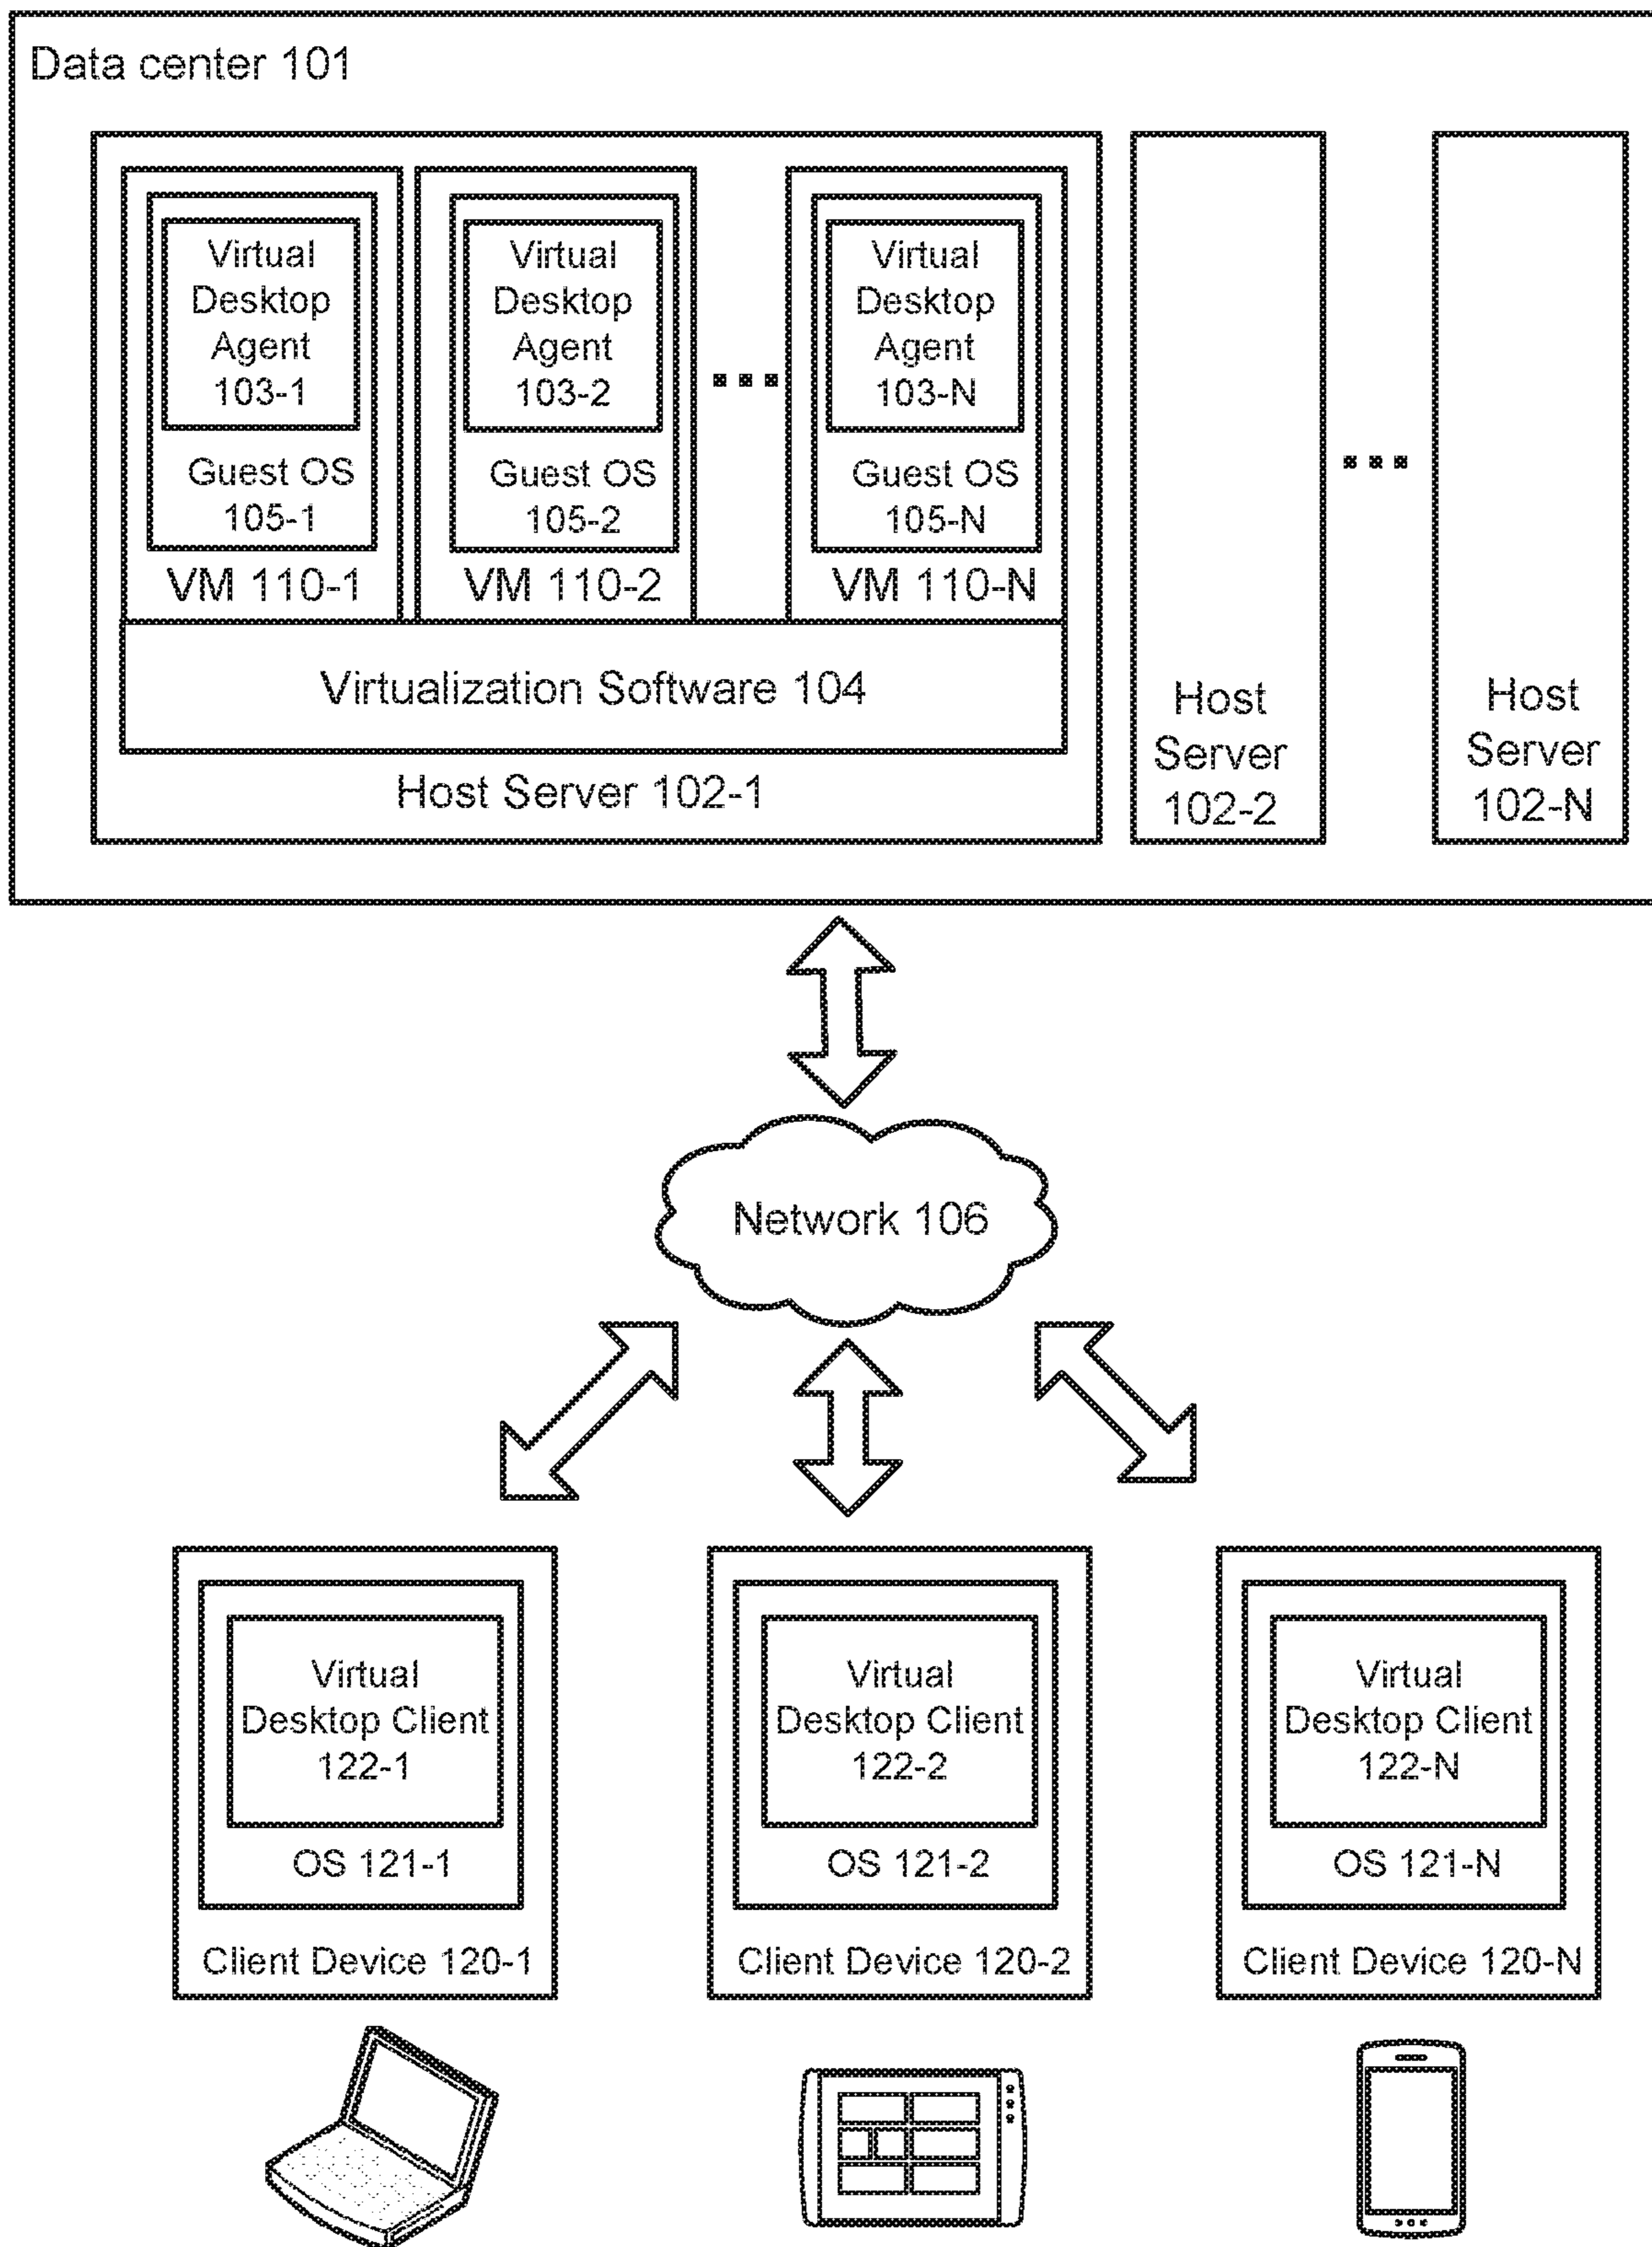 Data center 101
Virtual
Desktop
Agent
103-1
Guest OS
105-1
VM 110-1
Virtual
Desktop
Agent
103-2
Guest OS
105-2
VM 110-2
...
Virtual
Desktop
Agent
103-N
Guest OS
105-N
VM 110-N
Virtualization Software 104
Host Server 102-1
Host
Server
102-2
...
Host
Server
102-N
Network 106
Virtual
Desktop Client
122-1
OS 121-1
Client Device 120-1
Virtual
Desktop Client
122-2
OS 121-2
Client Device 120-2
Virtual
Desktop Client
122-N
OS 121-N
Client Device 120-N